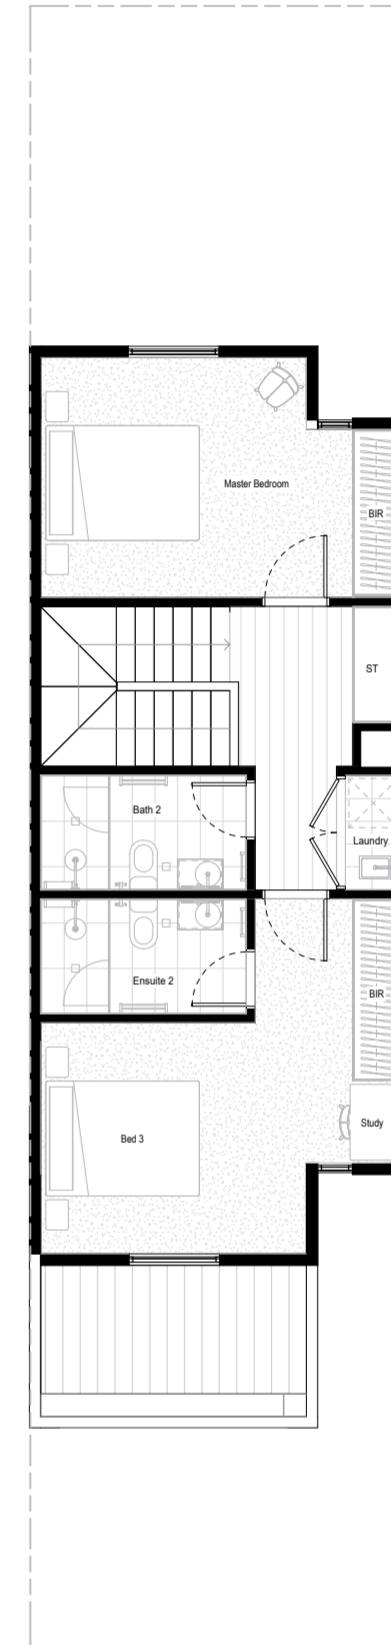 Master Bedroom
BIR
ST
Bath 2
Laundry
Ensuite 2
BIR
Study
Bed 3